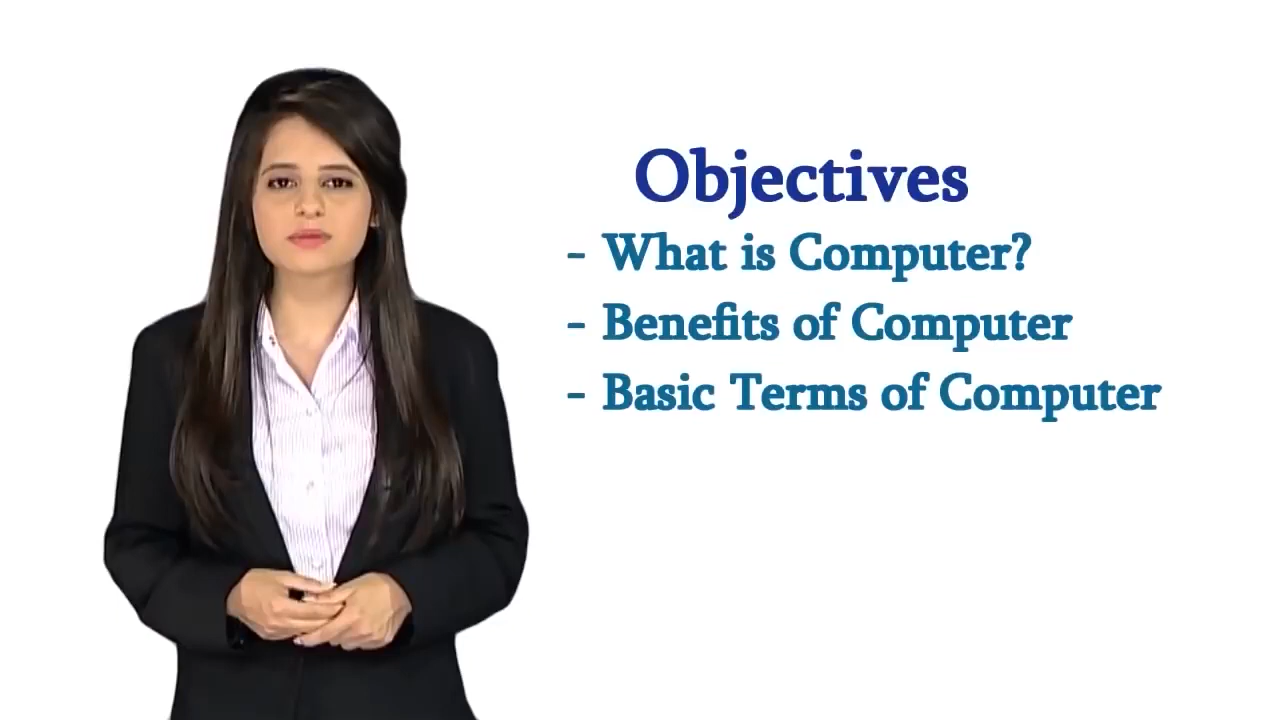 Objectives
- What is Computer?
- Benefits of Computer
- Basic Terms of Computer